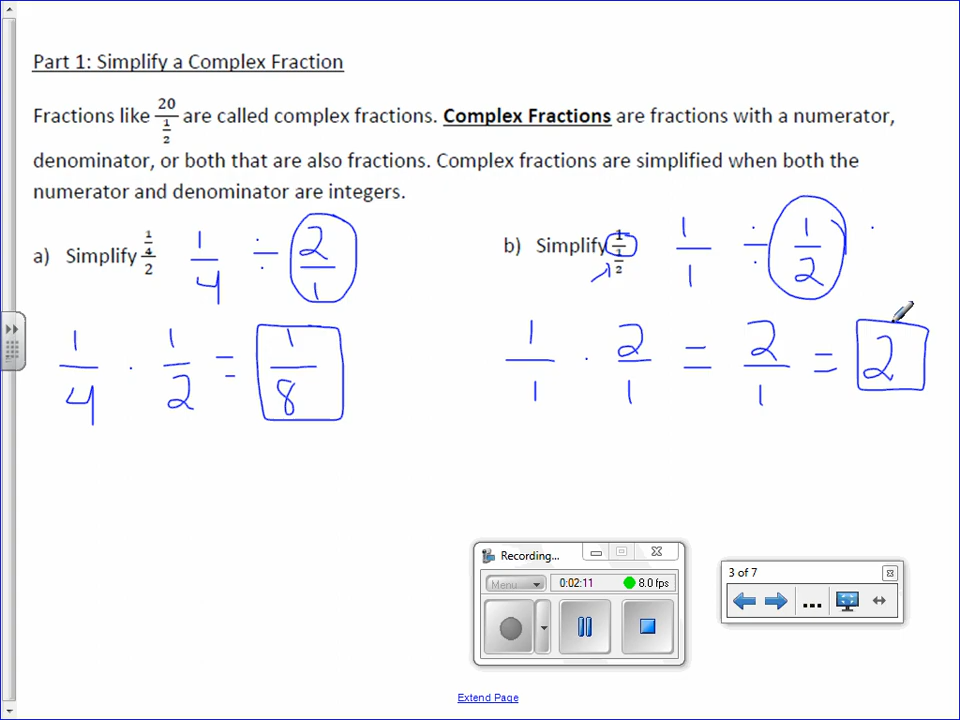 Part 1: Simplify a Complex Fraction
Fractions like 20/(1/2) are called complex fractions. Complex Fractions are fractions with a numerator,
denominator, or both that are also fractions. Complex fractions are simplified when both the
numerator and denominator are integers.
a) Simplify (1/4)/2 1/4 ÷ 2/1
1/4 · 1/2 = 1/8
b) Simplify 1/(1/2) 1/1 ÷ 1/2
1/1 · 2/1 = 2/1 = 2
Recording...
Menu 0:02:11 8.0 fps
3 of 7
...
Extend Page